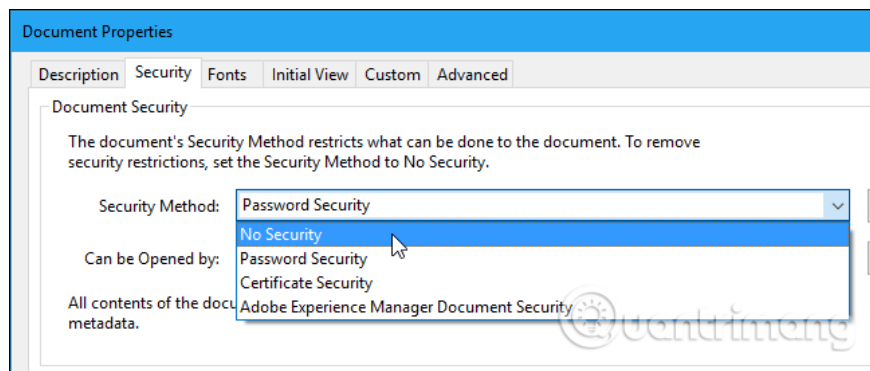 Document Properties
Description Security Fonts Initial View Custom Advanced
Document Security
The document's Security Method restricts what can be done to the document. To remove
security restrictions, set the Security Method to No Security.
Security Method: Password Security
No Security
Can be Opened by: Password Security
Certificate Security
All contents of the docu Adobe Experience Manager Document Security
metadata.
Quantrimang